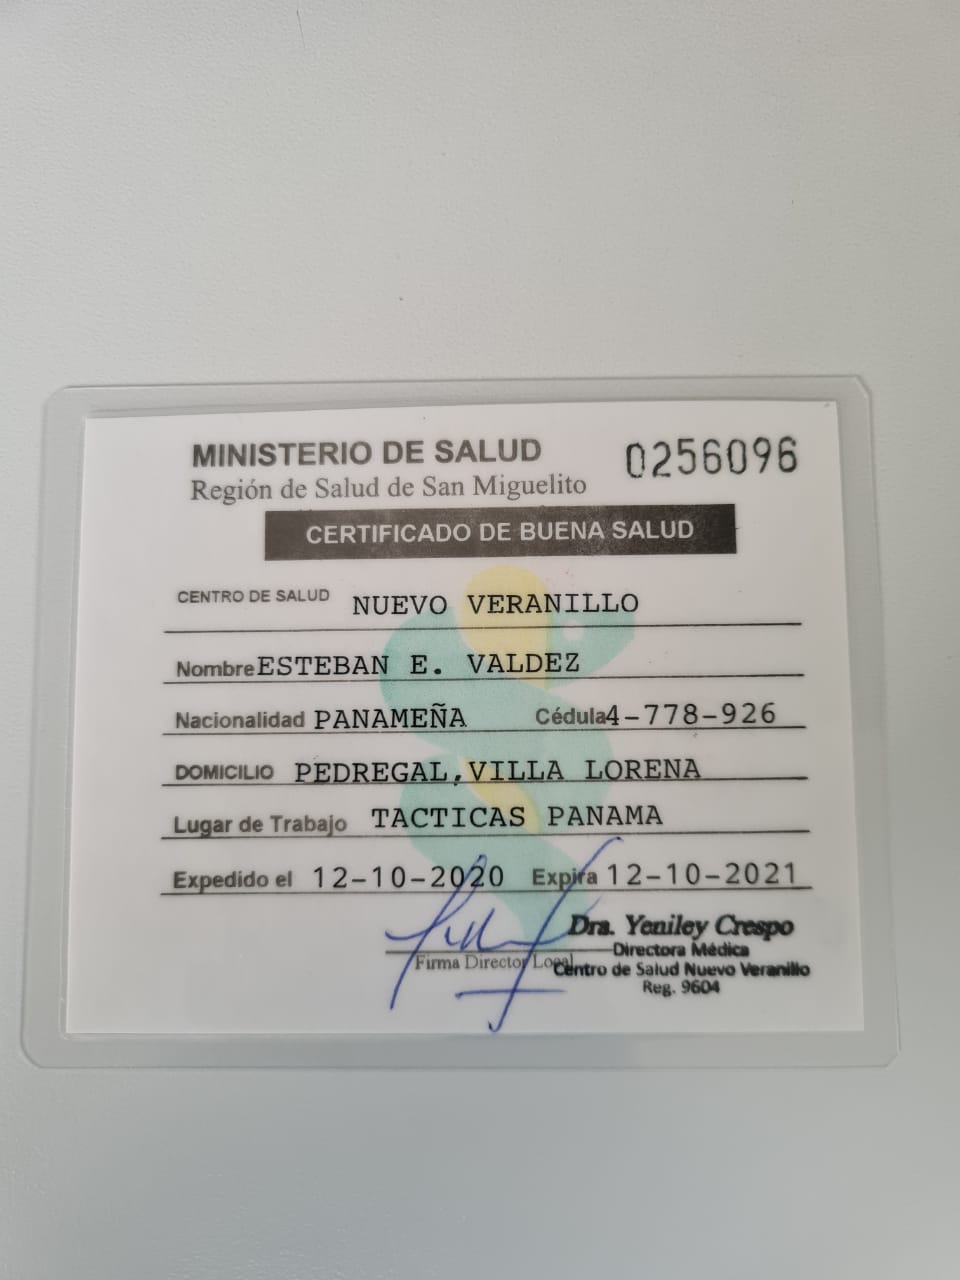 MINISTERIO DE SALUD 0256096
Región de Salud de San Miguelito
CERTIFICADO DE BUENA SALUD
CENTRO DE SALUD NUEVO VERANILLO
Nombre ESTEBAN E. VALDEZ
Nacionalidad PANAMEÑA Cédula 4-778-926
DOMICILIO PEDREGAL, VILLA LORENA
Lugar de Trabajo TACTICAS PANAMA
Expedido el 12-10-2020 Expira 12-10-2021
Dra. Yeniley Crespo
Directora Médica
Firma Director Local
Centro de Salud Nuevo Veranillo
Reg. 9604